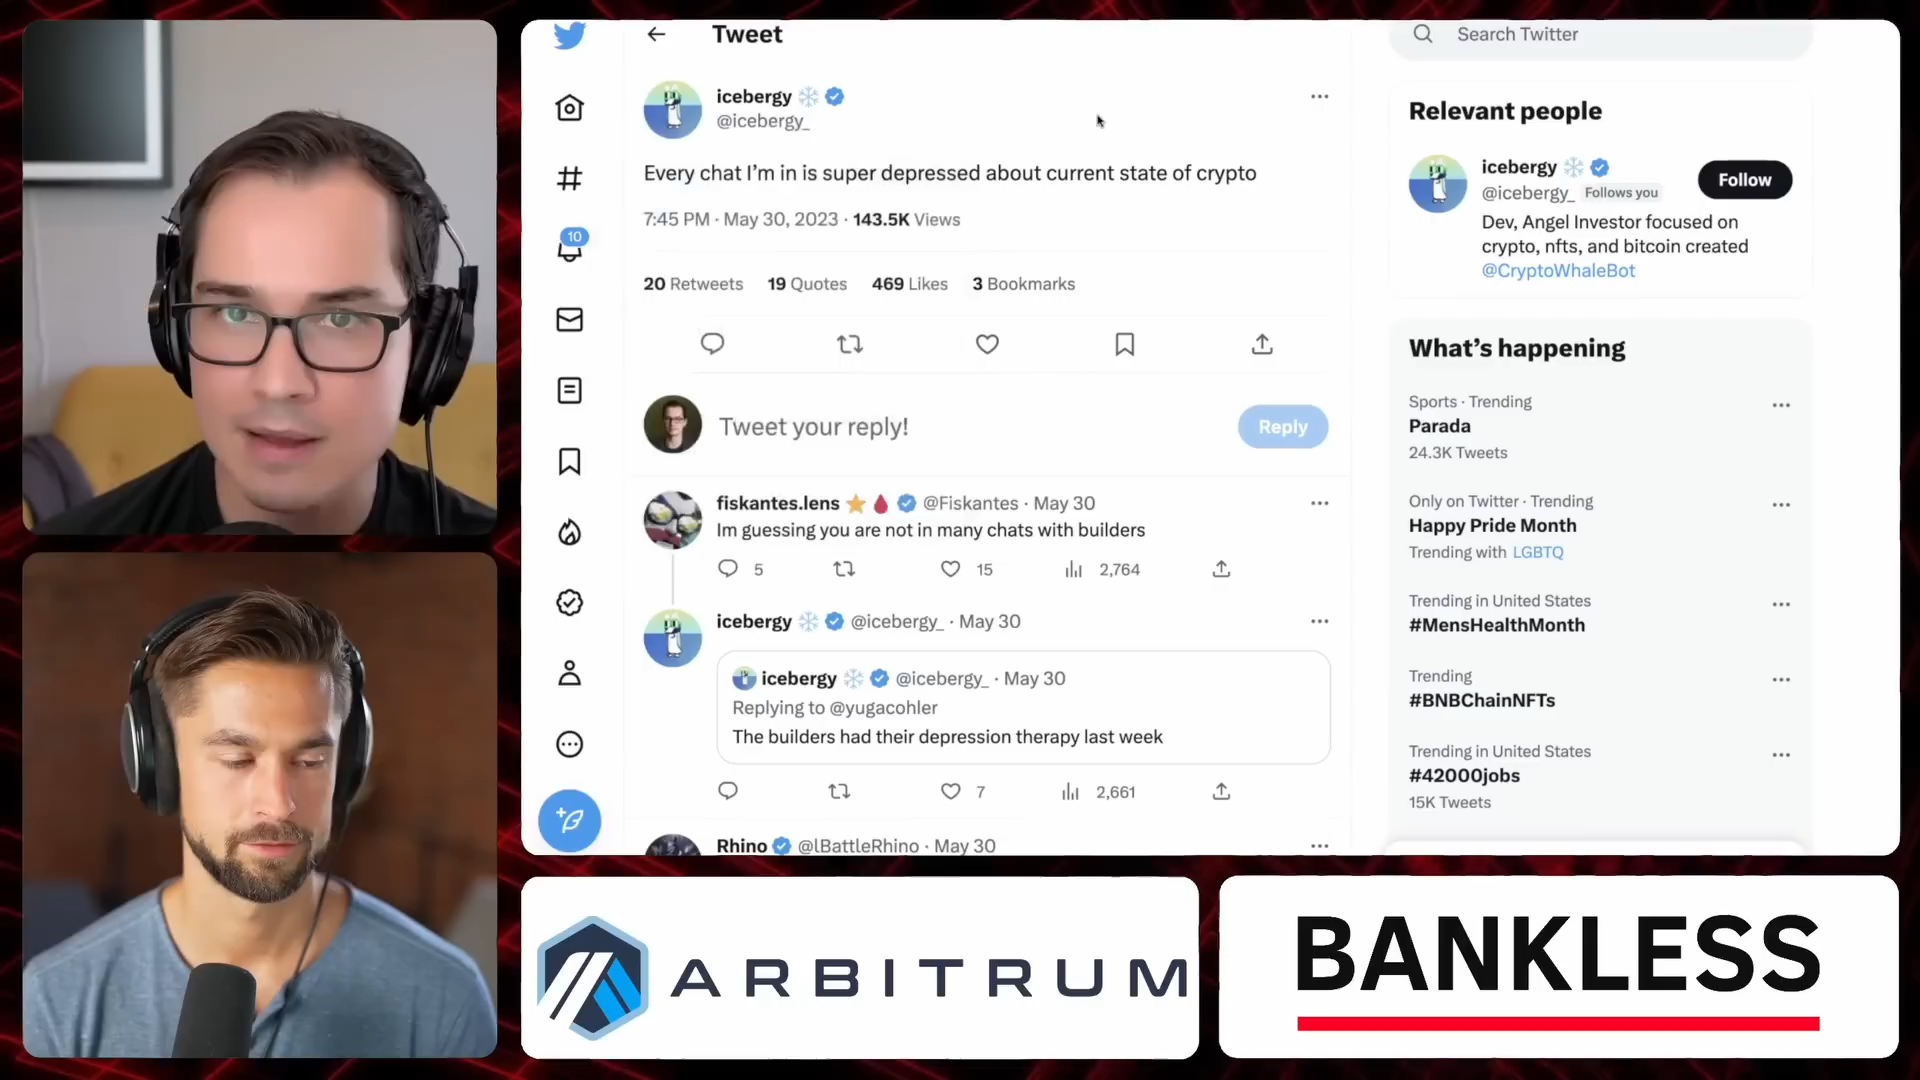 Tweet
icebergy
@icebergy_
Every chat I'm in is super depressed about current state of crypto
7:45 PM · May 30, 2023 · 143.5K Views
20 Retweets 19 Quotes 469 Likes 3 Bookmarks
10
Tweet your reply!
Reply
fiskantes.lens @Fiskantes · May 30
Im guessing you are not in many chats with builders
5 15 2,764
icebergy @icebergy_ · May 30
icebergy @icebergy_ · May 30
Replying to @yugacohler
The builders had their depression therapy last week
7 2,661
Rhino @lBattleRhino · May 30
Search Twitter
Relevant people
icebergy
@icebergy_ Follows you
Follow
Dev, Angel Investor focused on
crypto, nfts, and bitcoin created
@CryptoWhaleBot
What's happening
Sports · Trending
Parada
24.3K Tweets
Only on Twitter · Trending
Happy Pride Month
Trending with LGBTQ
Trending in United States
#MensHealthMonth
Trending
#BNBChainNFTs
Trending in United States
#42000jobs
15K Tweets
ARBITRUM
BANKLESS